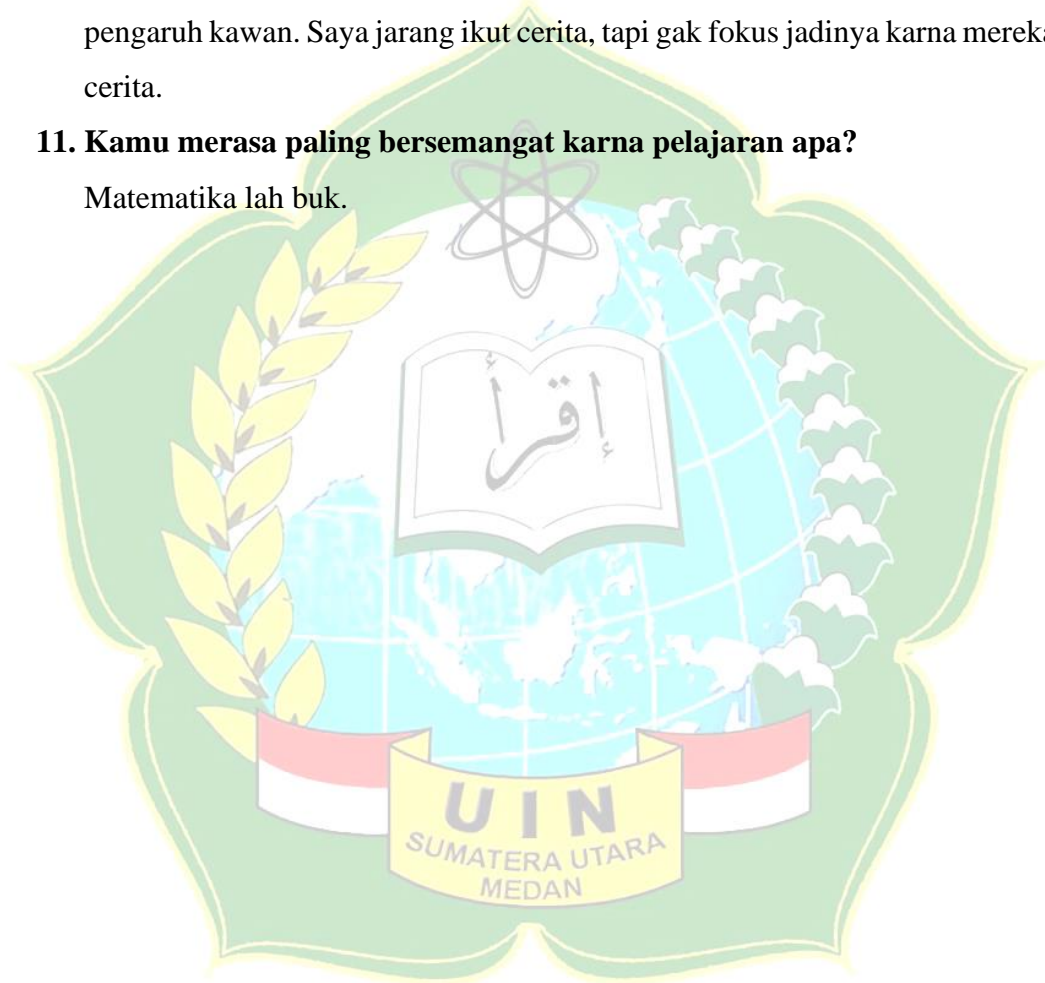 pengaruh kawan. Saya jarang ikut cerita, tapi gak fokus jadinya karna mereka
cerita.
11. Kamu merasa paling bersemangat karna pelajaran apa?
Matematika lah buk.
إقرأ
UIN
SUMATERA UTARA
MEDAN